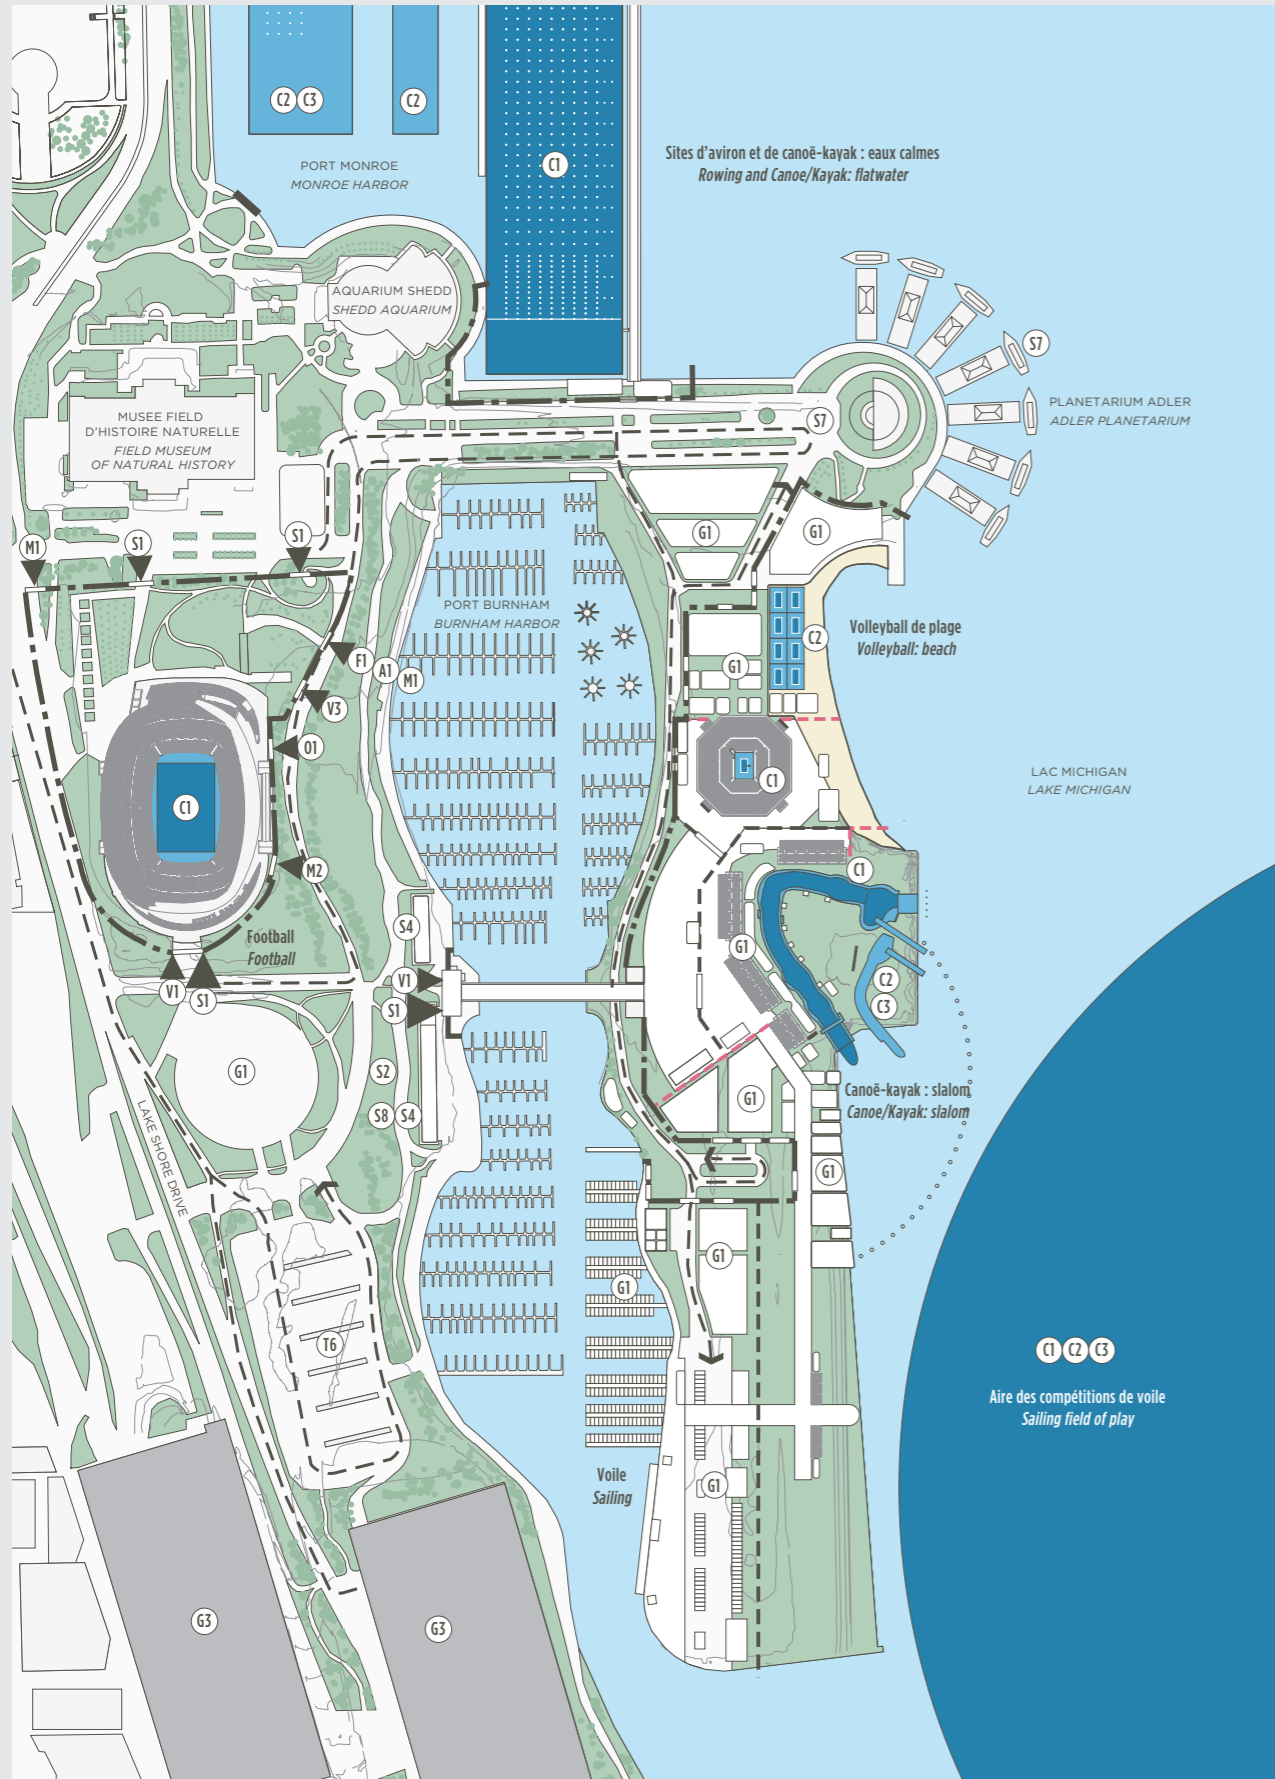 C2
C3
C2
C1
PORT MONROE
MONROE HARBOR
Sites d'aviron et de canoë-kayak : eaux calmes
Rowing and Canoe/Kayak: flatwater
AQUARIUM SHEDD
SHEDD AQUARIUM
S7
PLANETARIUM ADLER
ADLER PLANETARIUM
S7
MUSEE FIELD
D'HISTOIRE NATURELLE
FIELD MUSEUM
OF NATURAL HISTORY
M1
S1
S1
G1
G1
PORT BURNHAM
BURNHAM HARBOR
C2
Volleyball de plage
Volleyball: beach
F1
A1
M1
G1
V3
O1
C1
C1
LAC MICHIGAN
LAKE MICHIGAN
M2
C1
S4
Football
Football
G1
V1
S1
V1
S1
C2
C3
G1
S2
S8
S4
G1
Canoë-kayak : slalom
Canoe/Kayak: slalom
LAKE SHORE DRIVE
G1
G1
G1
T6
C1
C2
C3
Aire des compétitions de voile
Sailing field of play
Voile
Sailing
G1
G3
G3